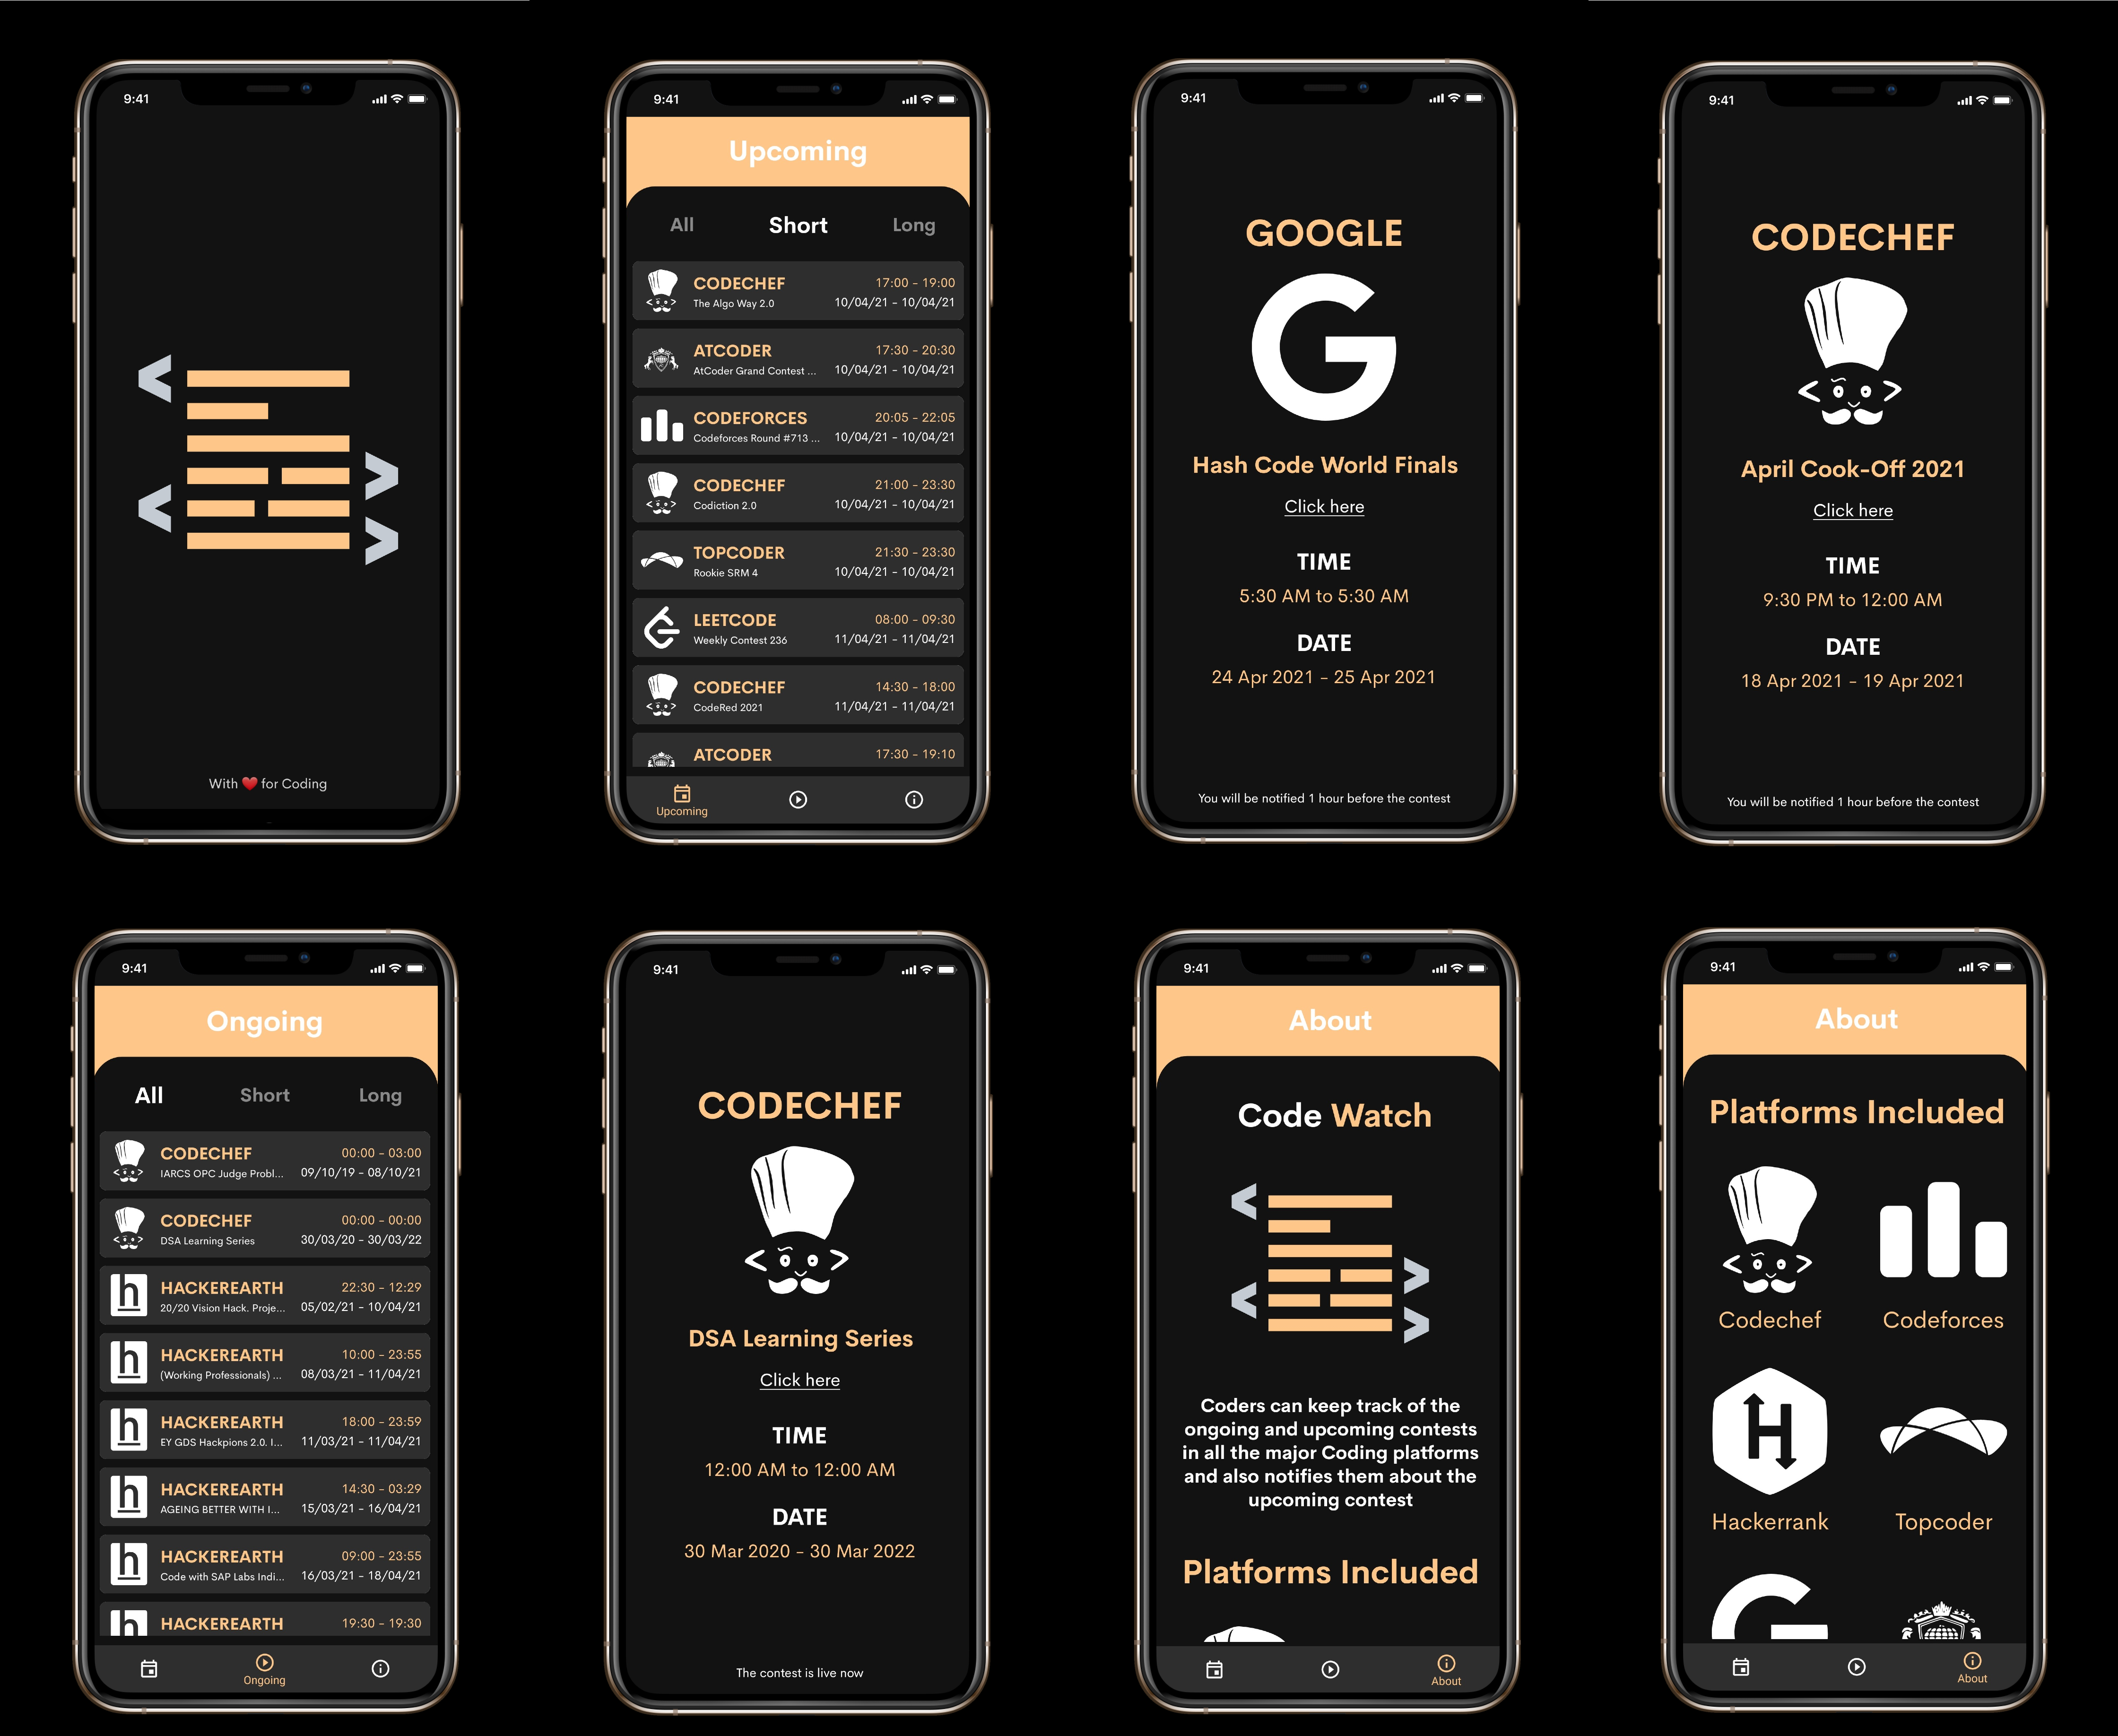 9:41
With ❤️ for Coding
9:41
Upcoming
All Short Long
CODECHEF 17:00 - 19:00
The Algo Way 2.0 10/04/21 - 10/04/21
ATCODER 17:30 - 20:30
AtCoder Grand Contest ... 10/04/21 - 10/04/21
CODEFORCES 20:05 - 22:05
Codeforces Round #713 ... 10/04/21 - 10/04/21
CODECHEF 21:00 - 23:30
Codiction 2.0 10/04/21 - 10/04/21
TOPCODER 21:30 - 23:30
Rookie SRM 4 10/04/21 - 10/04/21
LEETCODE 08:00 - 09:30
Weekly Contest 236 11/04/21 - 11/04/21
CODECHEF 14:30 - 18:00
CodeRed 2021 11/04/21 - 11/04/21
ATCODER 17:30 - 19:10
Upcoming
9:41
GOOGLE
Hash Code World Finals
Click here
TIME
5:30 AM to 5:30 AM
DATE
24 Apr 2021 - 25 Apr 2021
You will be notified 1 hour before the contest
9:41
CODECHEF
April Cook-Off 2021
Click here
TIME
9:30 PM to 12:00 AM
DATE
18 Apr 2021 - 19 Apr 2021
You will be notified 1 hour before the contest
9:41
Ongoing
All Short Long
CODECHEF 00:00 - 03:00
IARCS OPC Judge Probl... 09/10/19 - 08/10/21
CODECHEF 00:00 - 00:00
DSA Learning Series 30/03/20 - 30/03/22
HACKEREARTH 22:30 - 12:29
20/20 Vision Hack. Proje... 05/02/21 - 10/04/21
HACKEREARTH 10:00 - 23:55
(Working Professionals) ... 08/03/21 - 11/04/21
HACKEREARTH 18:00 - 23:59
EY GDS Hackpions 2.0. I... 11/03/21 - 11/04/21
HACKEREARTH 14:30 - 03:29
AGEING BETTER WITH I... 15/03/21 - 16/04/21
HACKEREARTH 09:00 - 23:55
Code with SAP Labs Indi... 16/03/21 - 18/04/21
HACKEREARTH 19:30 - 19:30
Ongoing
9:41
CODECHEF
DSA Learning Series
Click here
TIME
12:00 AM to 12:00 AM
DATE
30 Mar 2020 - 30 Mar 2022
The contest is live now
9:41
About
Code Watch
Coders can keep track of the
ongoing and upcoming contests
in all the major Coding platforms
and also notifies them about the
upcoming contest
Platforms Included
About
9:41
About
Platforms Included
Codechef Codeforces
Hackerrank Topcoder
About